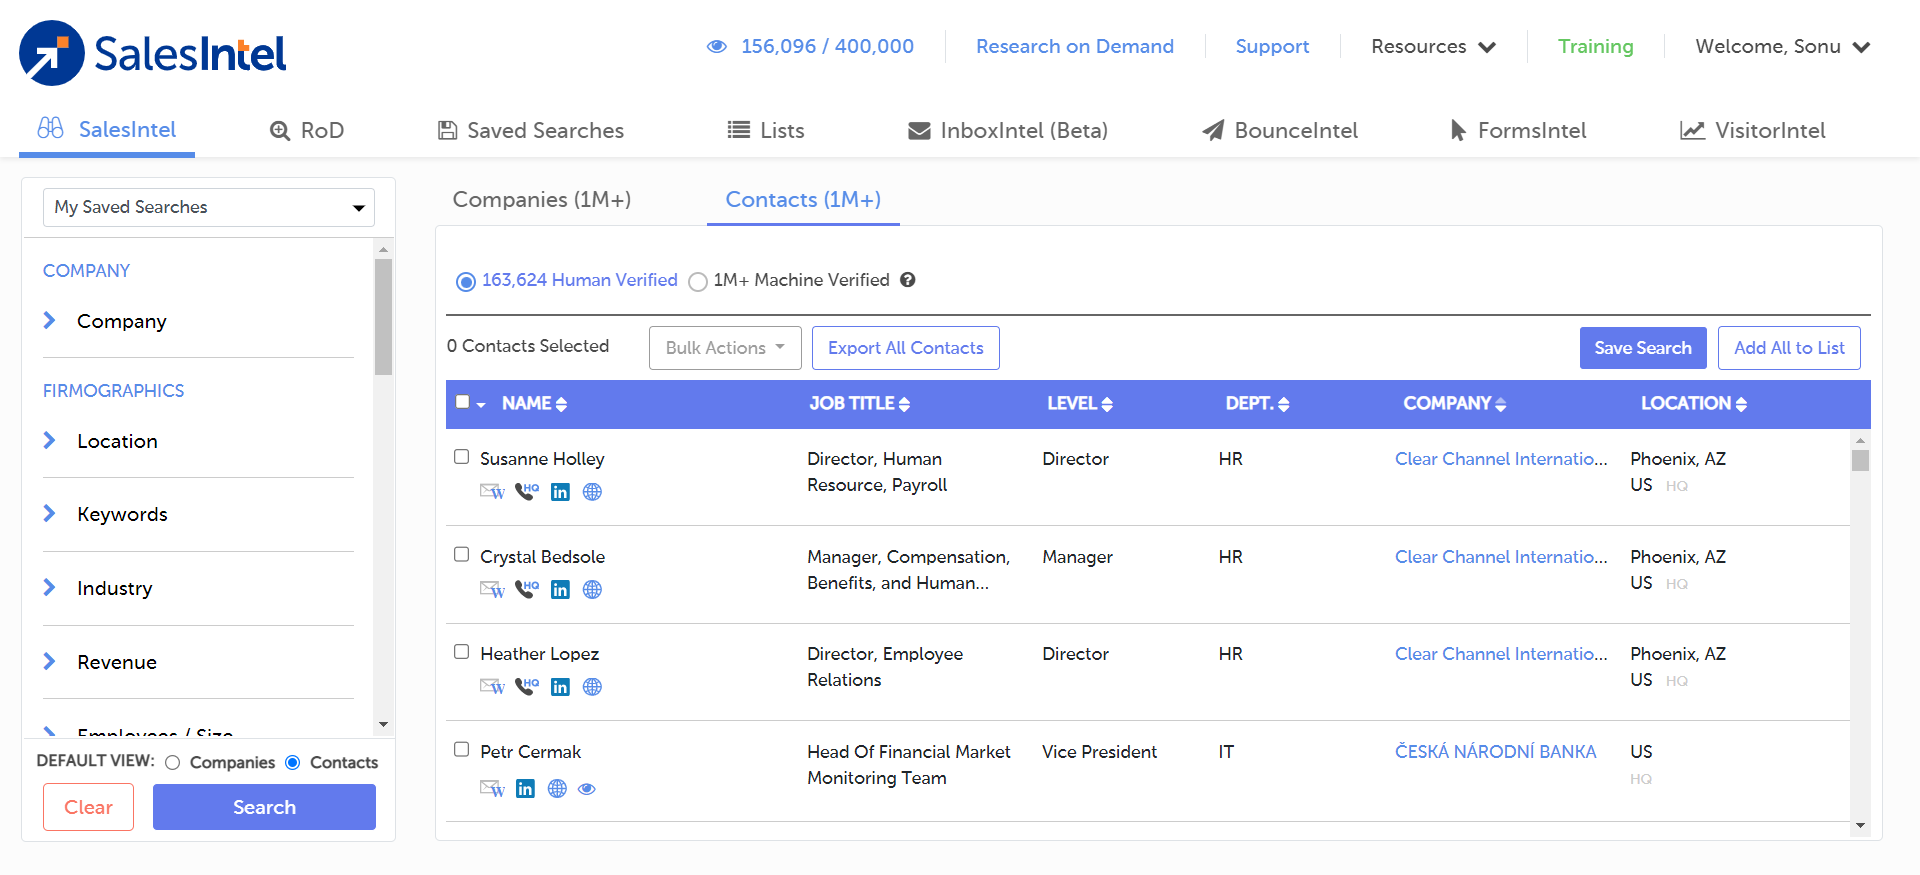 SalesIntel
156,096 / 400,000
Research on Demand
Support
Resources
Training
Welcome, Sonu
SalesIntel
RoD
Saved Searches
Lists
InboxIntel (Beta)
BounceIntel
FormsIntel
VisitorIntel
My Saved Searches
COMPANY
Company
FIRMOGRAPHICS
Location
Keywords
Industry
Revenue
Employees / Size
DEFAULT VIEW: Companies Contacts
Clear
Search
Companies (1M+)
Contacts (1M+)
163,624 Human Verified 1M+ Machine Verified ?
0 Contacts Selected
Bulk Actions
Export All Contacts
Save Search
Add All to List
NAME JOB TITLE LEVEL DEPT. COMPANY LOCATION
Susanne Holley Director, Human Director HR Clear Channel Internatio... Phoenix, AZ
Resource, Payroll US HQ
W HQ in
Crystal Bedsole Manager, Compensation, Manager HR Clear Channel Internatio... Phoenix, AZ
Benefits, and Human... US HQ
W HQ in
Heather Lopez Director, Employee Director HR Clear Channel Internatio... Phoenix, AZ
Relations US HQ
W HQ in
Petr Cermak Head Of Financial Market Vice President IT ČESKÁ NÁRODNÍ BANKA US
Monitoring Team HQ
W in